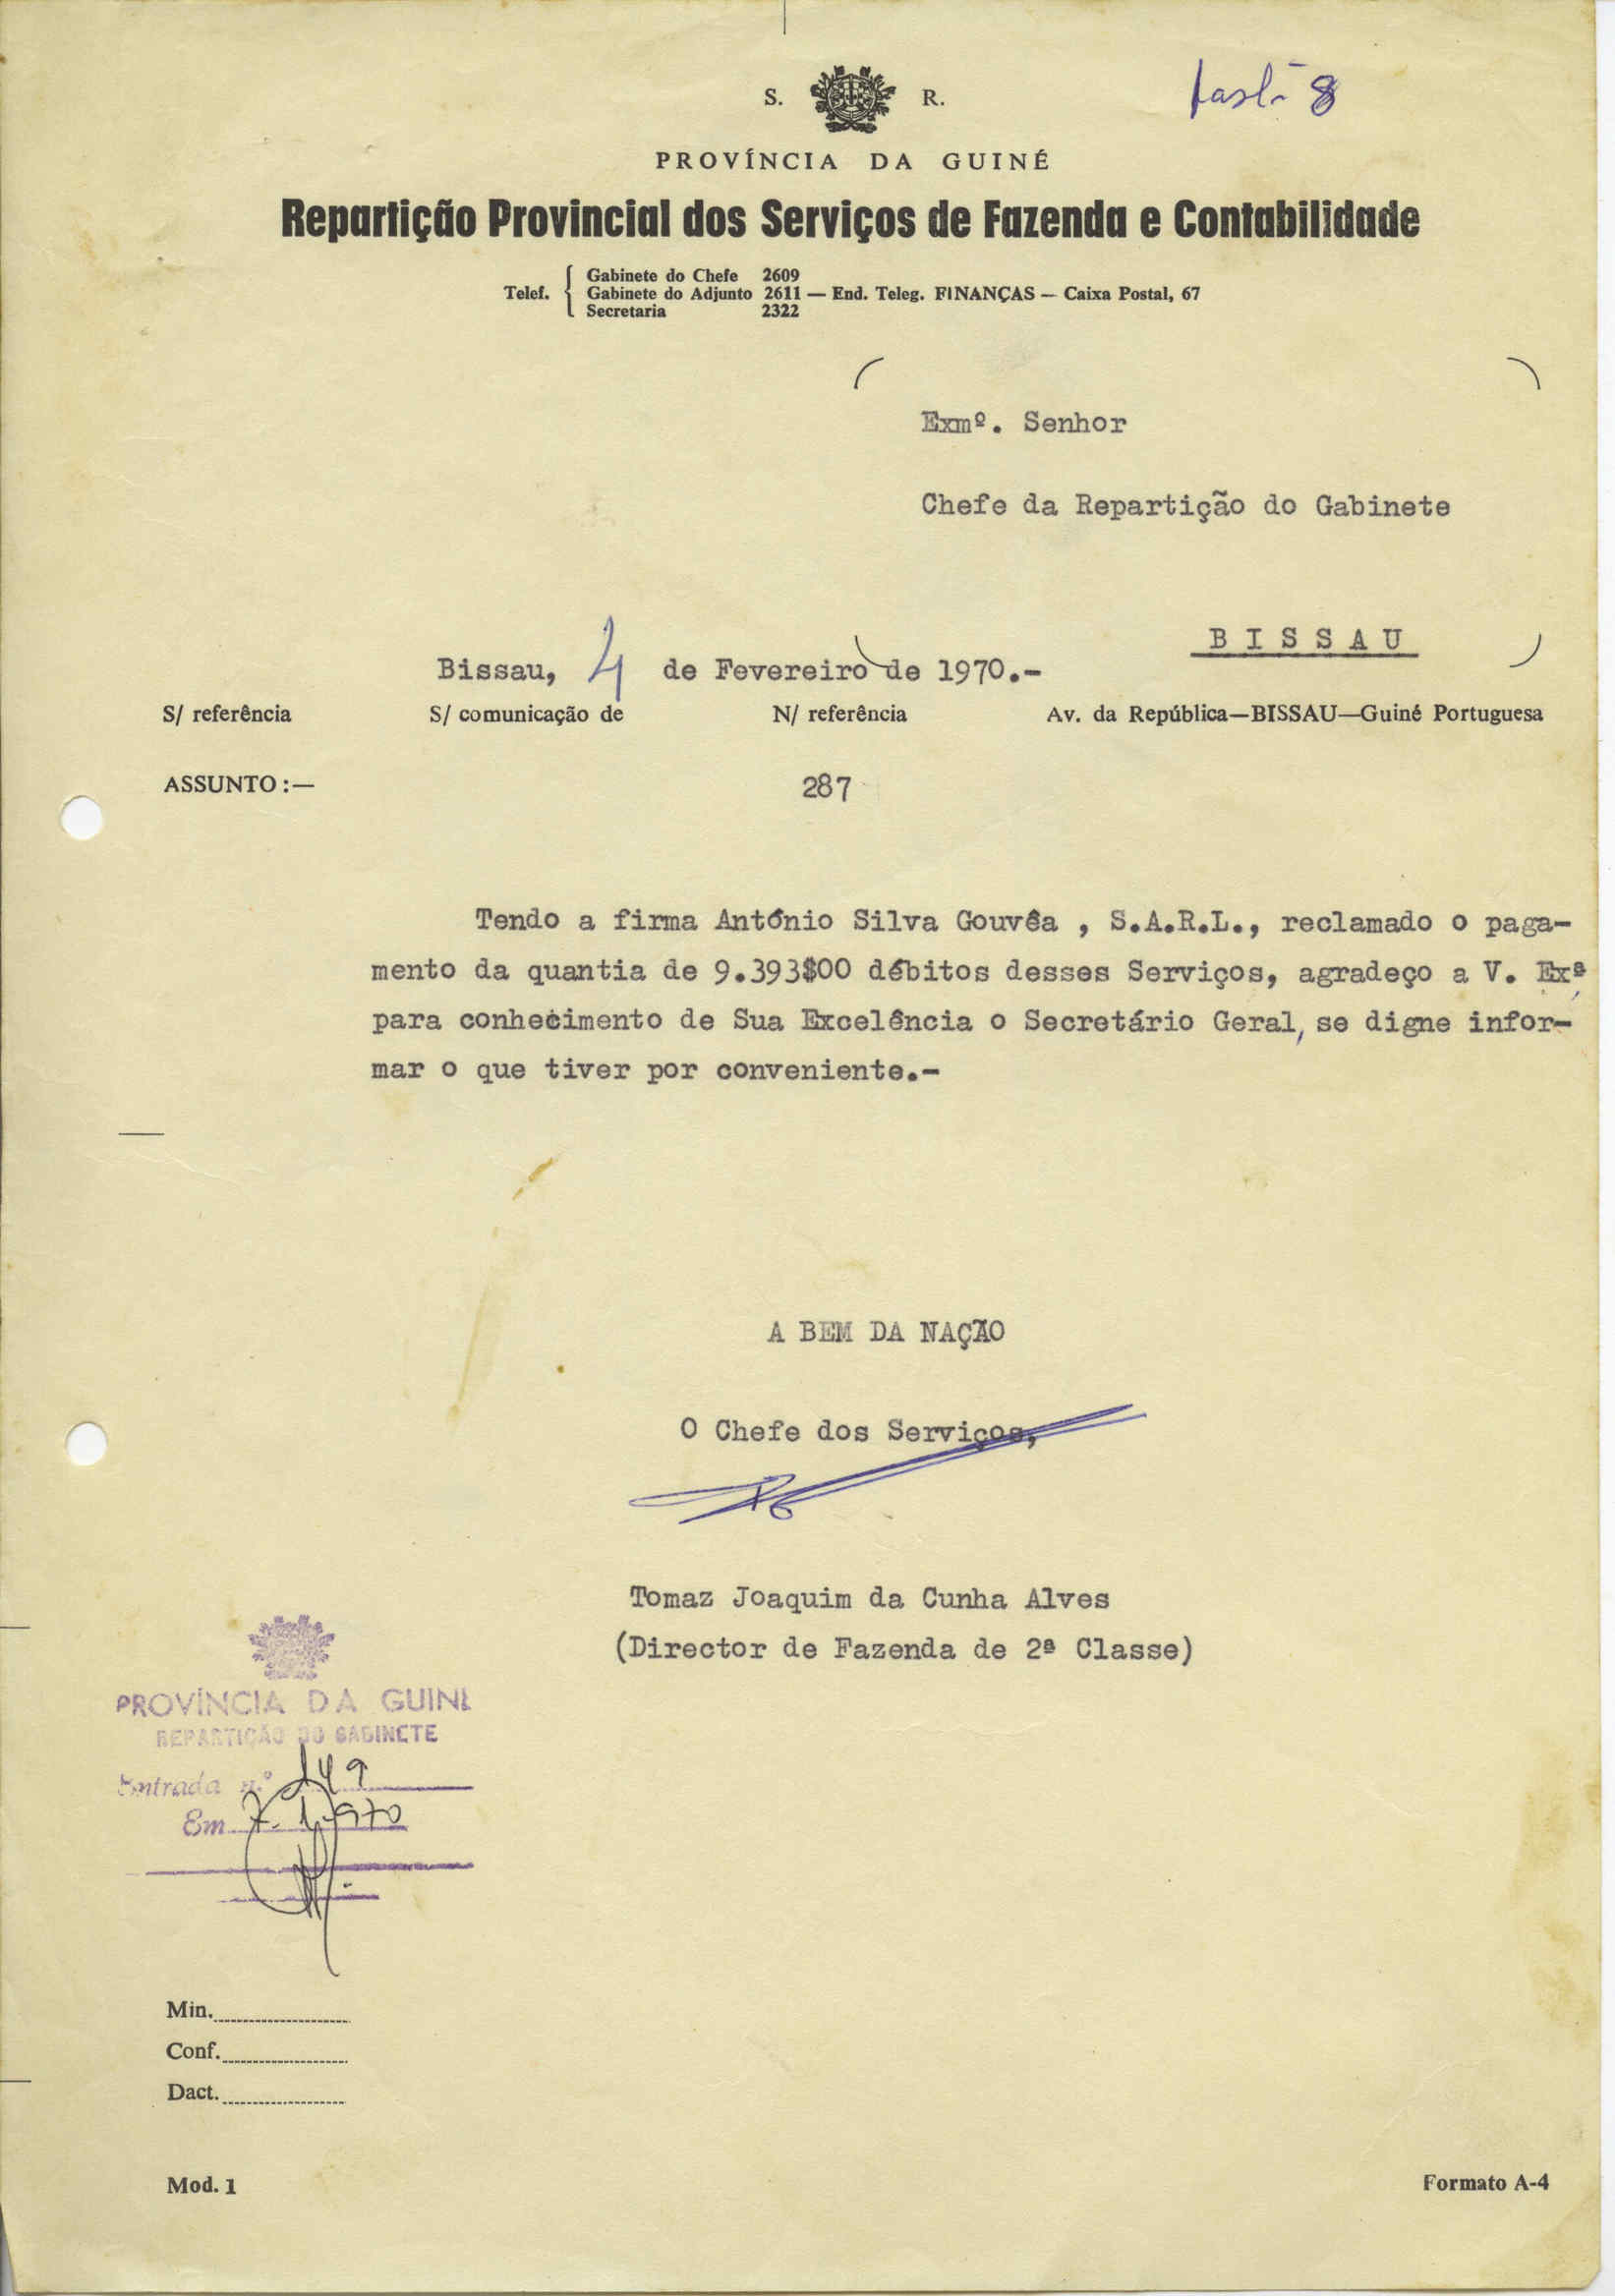 pasta 8
S. R.
PROVÍNCIA DA GUINÉ
Repartição Provincial dos Serviços de Fazenda e Contabilidade
Gabinete do Chefe 2609
Telef. Gabinete do Adjunto 2611 — End. Teleg. FINANÇAS — Caixa Postal, 67
Secretaria 2322
Exmº. Senhor
Chefe da Repartição do Gabinete
B I S S A U
Bissau, 4 de Fevereiro de 1970.-
S/ referência S/ comunicação de N/ referência Av. da República—BISSAU—Guiné Portuguesa
ASSUNTO :— 287
Tendo a firma António Silva Gouvêa , S.A.R.L., reclamado o paga-
mento da quantia de 9.393$00 débitos desses Serviços, agradeço a V. Exª,
para conhecimento de Sua Excelência o Secretário Geral, se digne infor-
mar o que tiver por conveniente.-
A BEM DA NAÇÃO
O Chefe dos Serviços,
Tomaz Joaquim da Cunha Alves
(Director de Fazenda de 2ª Classe)
PROVÍNCIA DA GUINÉ
REPARTIÇÃO DO GABINETE
Entrada n.º 149
Em 7. 1. 970
Min.
Conf.
Dact.
Mod. 1 Formato A-4